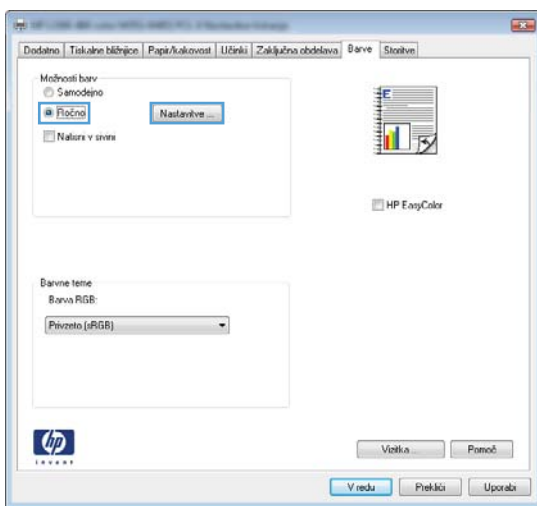 Dodatno Tiskalne bližnjice Papir/kakovost Učinki Zaključna obdelava Barve Storitve
Možnosti barv
Samodejno
Ročno Nastavitve ...
Natisni v sivini
HP EasyColor
Barvne teme
Barva RGB:
Privzeto (sRGB)
hp
invent
Vizitka... Pomoč
V redu Prekliči Uporabi